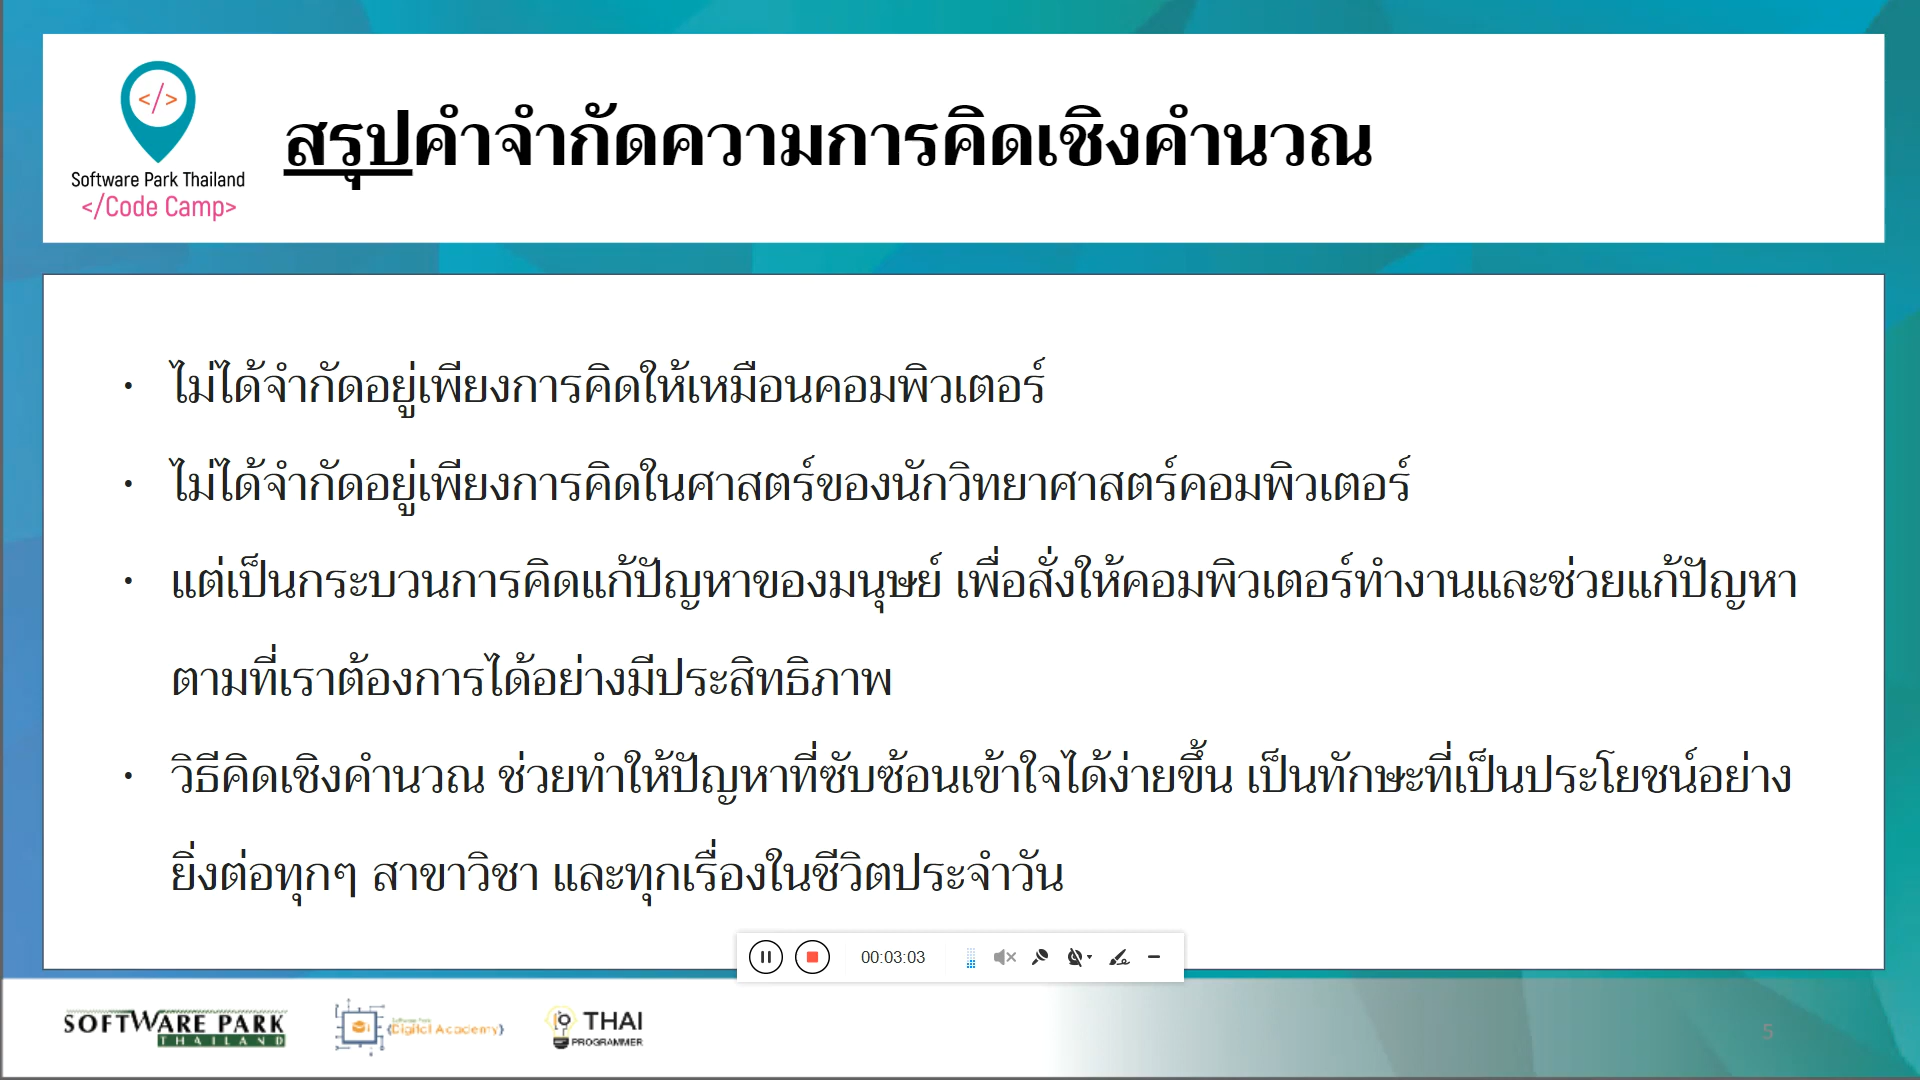 </>
Software Park Thailand
</Code Camp>
สรุปคำจำกัดความการคิดเชิงคำนวณ
• ไม่ได้จำกัดอยู่เพียงการคิดให้เหมือนคอมพิวเตอร์
• ไม่ได้จำกัดอยู่เพียงการคิดในศาสตร์ของนักวิทยาศาสตร์คอมพิวเตอร์
• แต่เป็นกระบวนการคิดแก้ปัญหาของมนุษย์ เพื่อสั่งให้คอมพิวเตอร์ทำงานและช่วยแก้ปัญหา
ตามที่เราต้องการได้อย่างมีประสิทธิภาพ
• วิธีคิดเชิงคำนวณ ช่วยทำให้ปัญหาที่ซับซ้อนเข้าใจได้ง่ายขึ้น เป็นทักษะที่เป็นประโยชน์อย่าง
ยิ่งต่อทุกๆ สาขาวิชา และทุกเรื่องในชีวิตประจำวัน
00:03:03
SOFTWARE PARK
THAILAND
Software Park
{Digital Academy}
THAI
PROGRAMMER
5